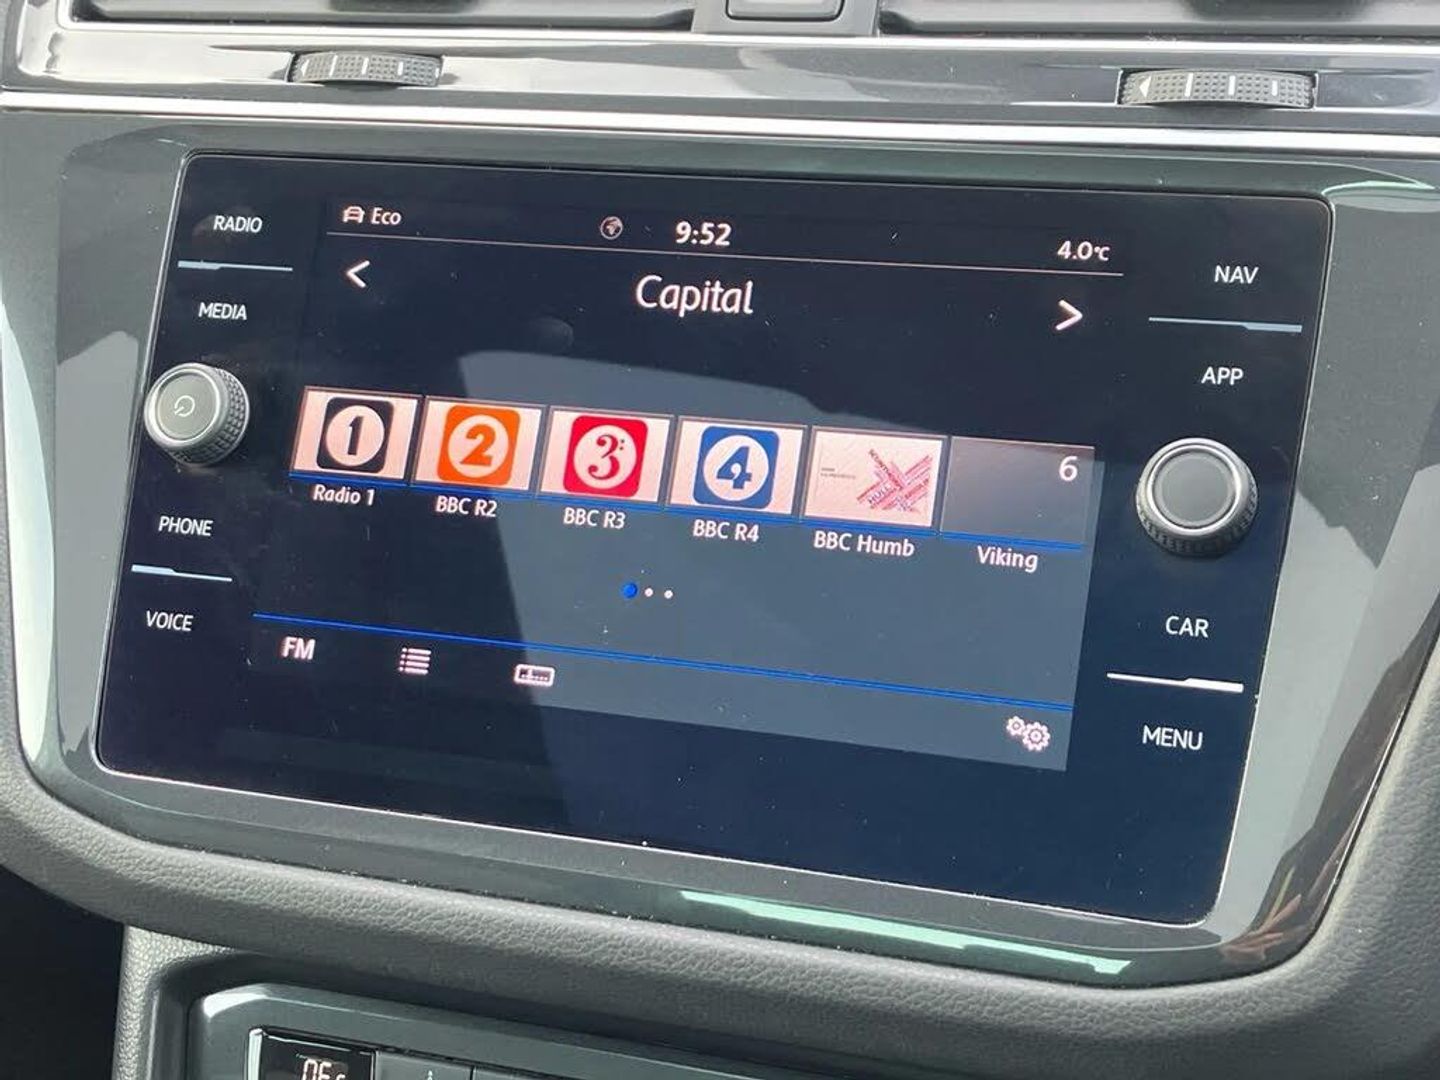 RADIO
MEDIA
PHONE
VOICE
Eco
9:52
4.0°C
<
Capital
>
1
2
3:
4
6
Radio 1
BBC R2
BBC R3
BBC R4
BBC Humb
Viking
FM
NAV
APP
CAR
MENU